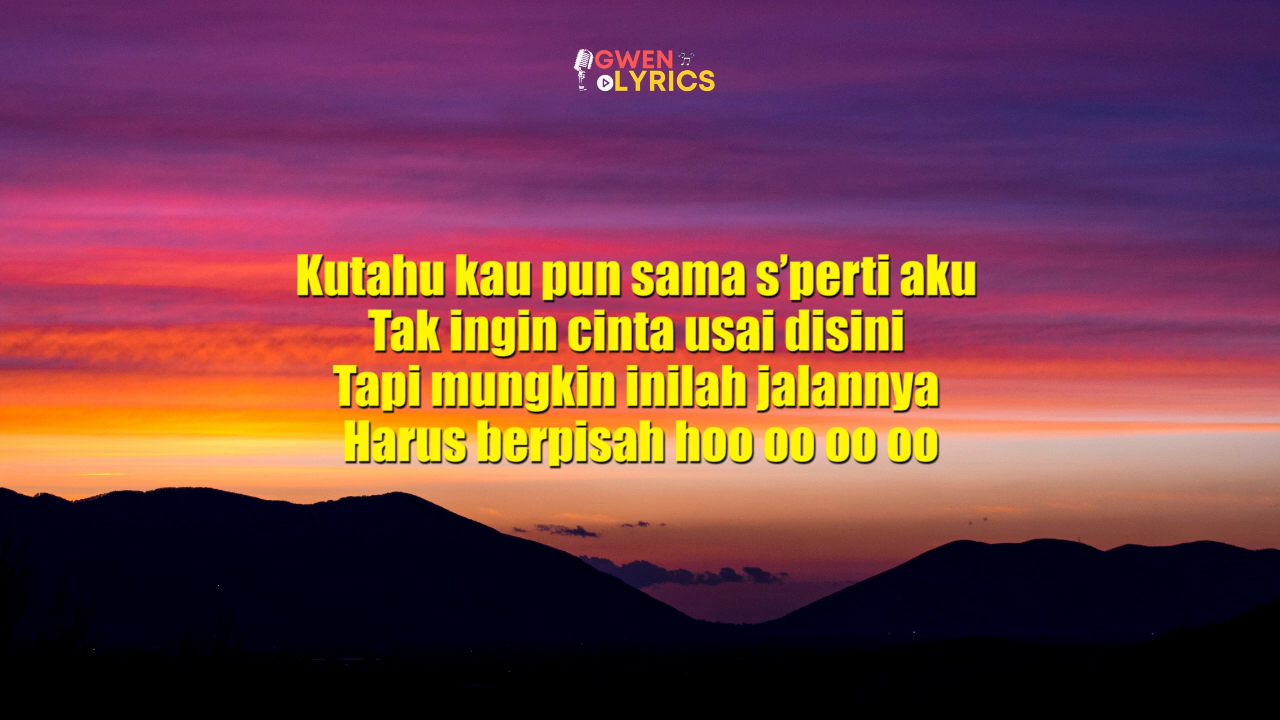 GWEN
LYRICS
Kutahu kau pun sama s’perti aku
Tak ingin cinta usai disini
Tapi mungkin inilah jalannya
Harus berpisah hoo oo oo oo